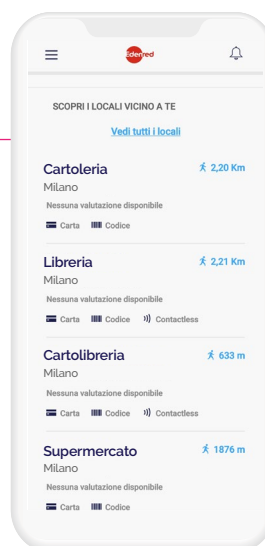 Edenred
SCOPRI I LOCALI VICINO A TE
Vedi tutti i locali
Cartoleria 2,20 Km
Milano
Nessuna valutazione disponibile
Carta Codice
Libreria 2,21 Km
Milano
Nessuna valutazione disponibile
Carta Codice Contactless
Cartolibreria 633 m
Milano
Nessuna valutazione disponibile
Carta Codice Contactless
Supermercato 1876 m
Milano
Nessuna valutazione disponibile
Carta Codice